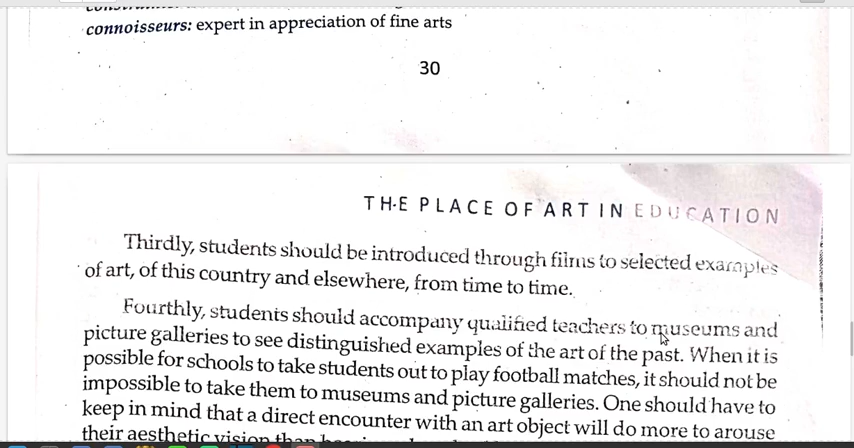 connoisseurs: expert in appreciation of fine arts
30
THE PLACE OF ART IN EDUCATION
Thirdly, students should be introduced through films to selected examples
of art, of this country and elsewhere, from time to time.
Fourthly, students should accompany qualified teachers to museums and
picture galleries to see distinguished examples of the art of the past. When it is
possible for schools to take students out to play football matches, it should not be
impossible to take them to museums and picture galleries. One should have to
keep in mind that a direct encounter with an art object will do more to arouse
their aesthetic vision than